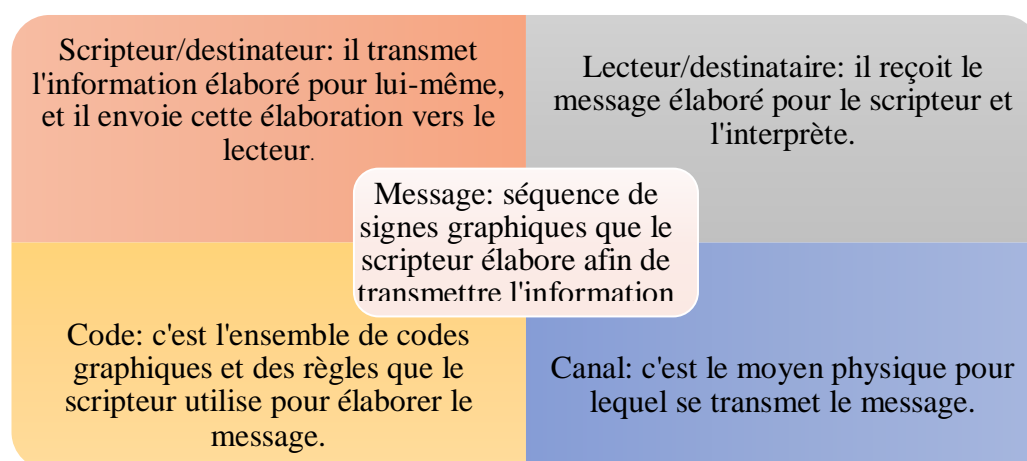 Scripteur/destinateur: il transmet
l'information élaboré pour lui-même,
et il envoie cette élaboration vers le
lecteur.
Lecteur/destinataire: il reçoit le
message élaboré pour le scripteur et
l'interprète.
Message: séquence de
signes graphiques que le
scripteur élabore afin de
transmettre l'information
Code: c'est l'ensemble de codes
graphiques et des règles que le
scripteur utilise pour élaborer le
message.
Canal: c'est le moyen physique pour
lequel se transmet le message.